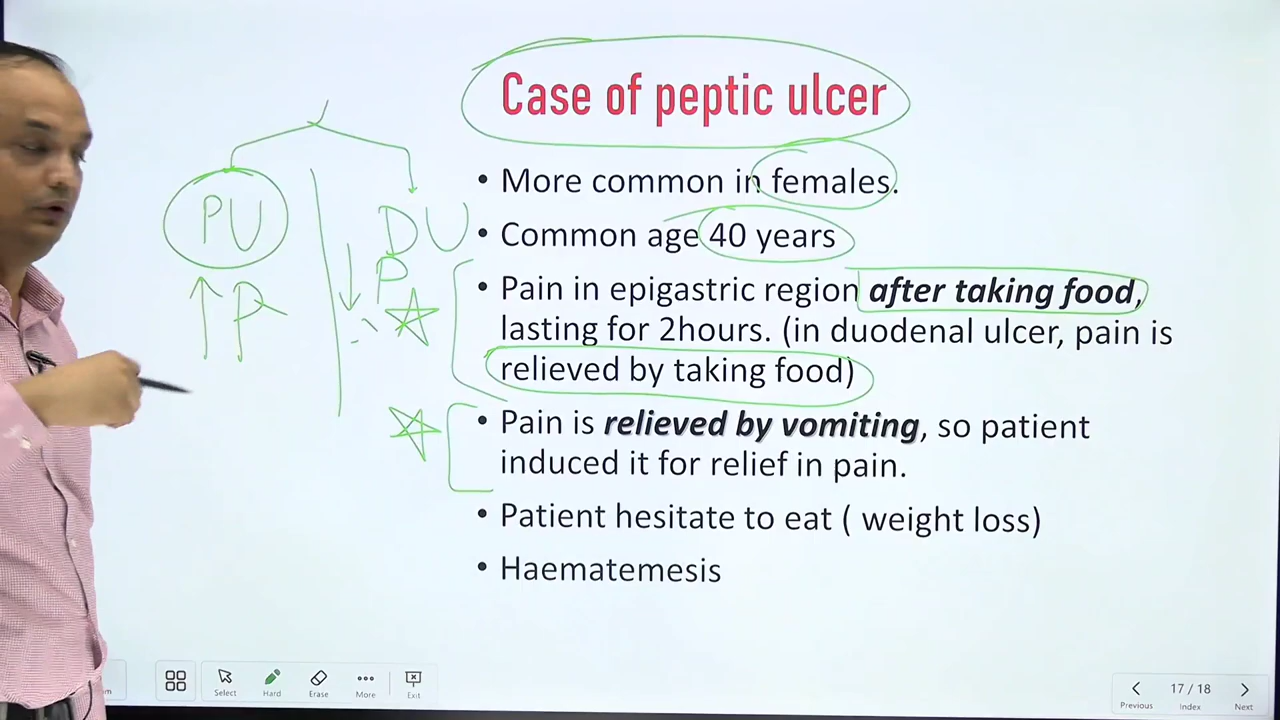 Case of peptic ulcer
• More common in females.
• Common age 40 years
• Pain in epigastric region after taking food,
lasting for 2hours. (in duodenal ulcer, pain is
relieved by taking food)
• Pain is relieved by vomiting, so patient
induced it for relief in pain.
• Patient hesitate to eat ( weight loss)
• Haematemesis
PU
↑ P
DU
↓ P
Select
Hard
Erase
More
Exit
Previous
17 / 18
Index
Next